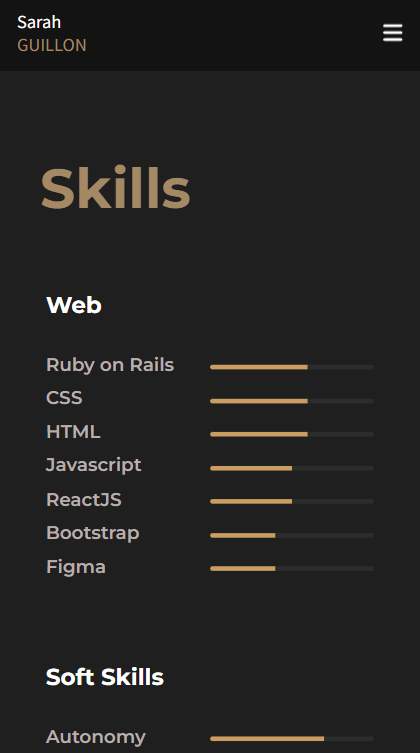 Sarah
GUILLON
Skills
Web
Ruby on Rails
CSS
HTML
Javascript
ReactJS
Bootstrap
Figma
Soft Skills
Autonomy